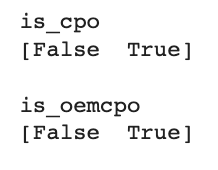 is_cpo
[False  True]
is_oemcpo
[False  True]